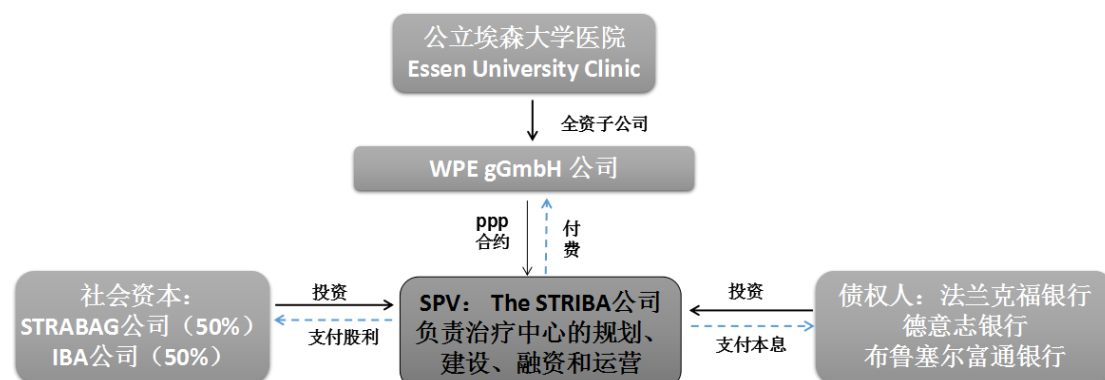 公立埃森大学医院
Essen University Clinic
全资子公司
WPE gGmbH 公司
ppp
合约
付
费
社会资本：
STRABAG公司（50%）
IBA公司（50%）
投资
支付股利
SPV： The STRIBA公司
负责治疗中心的规划、
建设、融资和运营
投资
支付本息
债权人：法兰克福银行
德意志银行
布鲁塞尔富通银行